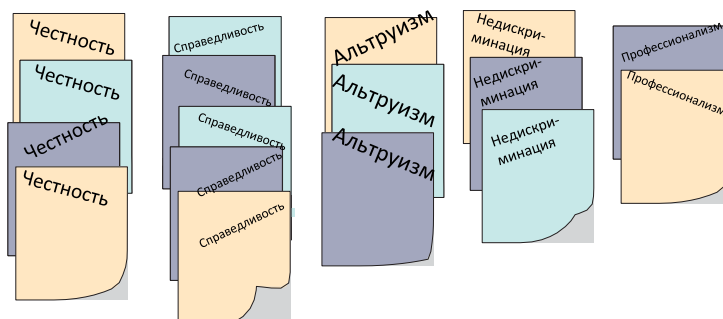 Честность
Честность
Честность
Честность
Справедливость
Справедливость
Справедливость
Справедливость
Справедливость
Альтруизм
Альтруизм
Альтруизм
Недискри-
минация
Недискри-
минация
Недискри-
минация
Профессионализм
Профессионализм